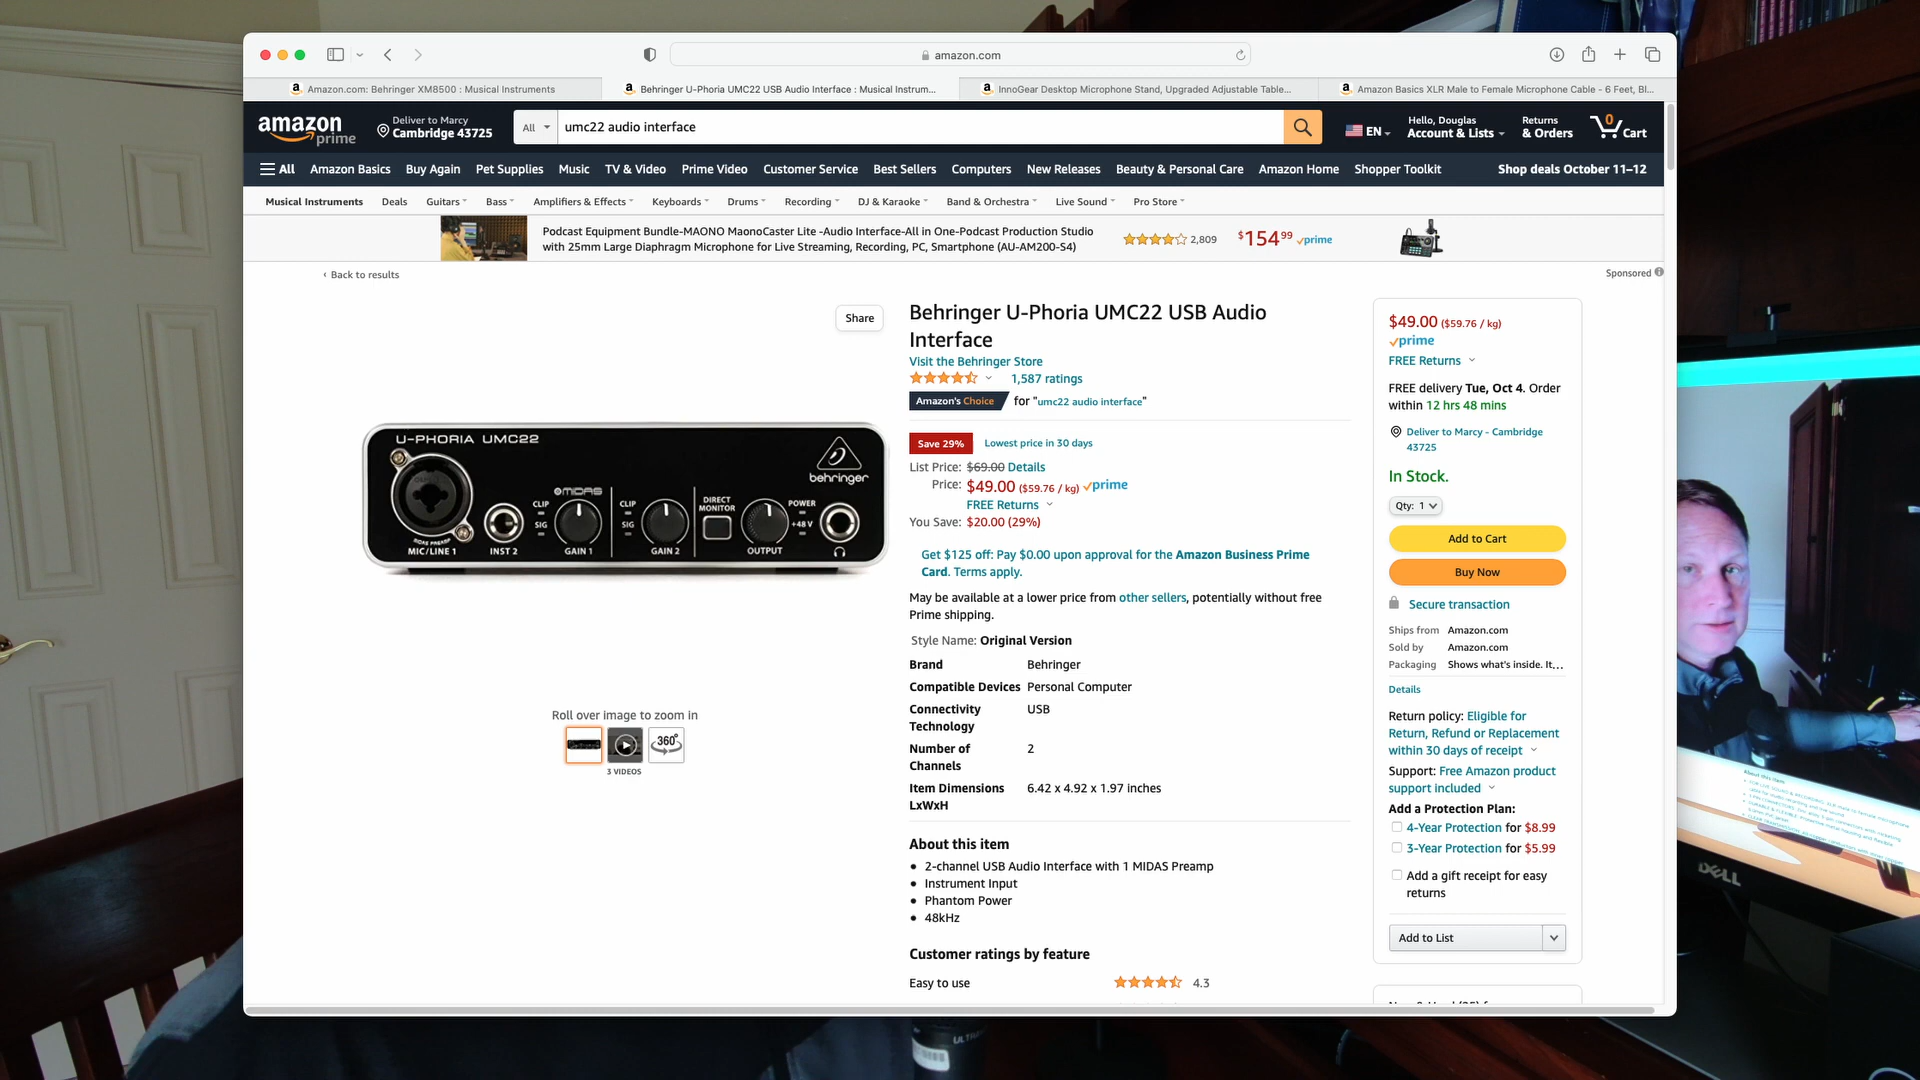 amazon.com
Amazon.com: Behringer XM8500 : Musical Instruments
Behringer U-Phoria UMC22 USB Audio Interface : Musical Instrum...
InnoGear Desktop Microphone Stand, Upgraded Adjustable Table...
Amazon Basics XLR Male to Female Microphone Cable - 6 Feet, Bl...
amazon prime
Deliver to Marcy
Cambridge 43725
All
umc22 audio interface
EN
Hello, Douglas
Account & Lists
Returns
& Orders
0
Cart
All Amazon Basics Buy Again Pet Supplies Music TV & Video Prime Video Customer Service Best Sellers Computers New Releases Beauty & Personal Care Amazon Home Shopper Toolkit Shop deals October 11–12
Musical Instruments Deals Guitars Bass Amplifiers & Effects Keyboards Drums Recording DJ & Karaoke Band & Orchestra Live Sound Pro Store
Podcast Equipment Bundle-MAONO MaonoCaster Lite -Audio Interface-All in One-Podcast Production Studio
with 25mm Large Diaphragm Microphone for Live Streaming, Recording, PC, Smartphone (AU-AM200-S4)
2,809
$154 99 prime
‹ Back to results
Sponsored
Share
U-PHORIA UMC22
behringer
MIDAS
CLIP
SIG
CLIP
SIG
DIRECT
MONITOR
POWER
+48 V
MIC/LINE 1
INST 2
GAIN 1
GAIN 2
OUTPUT
Roll over image to zoom in
360°
3 VIDEOS
Behringer U-Phoria UMC22 USB Audio
Interface
Visit the Behringer Store
1,587 ratings
Amazon's Choice for "umc22 audio interface"
Save 29% Lowest price in 30 days
List Price: $69.00 Details
Price: $49.00 ($59.76 / kg) prime
FREE Returns
You Save: $20.00 (29%)
Get $125 off: Pay $0.00 upon approval for the Amazon Business Prime
Card. Terms apply.
May be available at a lower price from other sellers, potentially without free
Prime shipping.
Style Name: Original Version
Brand Behringer
Compatible Devices Personal Computer
Connectivity Technology USB
Number of Channels 2
Item Dimensions LxWxH 6.42 x 4.92 x 1.97 inches
About this item
• 2-channel USB Audio Interface with 1 MIDAS Preamp
• Instrument Input
• Phantom Power
• 48kHz
Customer ratings by feature
Easy to use 4.3
$49.00 ($59.76 / kg)
prime
FREE Returns
FREE delivery Tue, Oct 4. Order
within 12 hrs 48 mins
Deliver to Marcy - Cambridge
43725
In Stock.
Qty: 1
Add to Cart
Buy Now
Secure transaction
Ships from Amazon.com
Sold by Amazon.com
Packaging Shows what's inside. It...
Details
Return policy: Eligible for
Return, Refund or Replacement
within 30 days of receipt
Support: Free Amazon product
support included
Add a Protection Plan:
4-Year Protection for $8.99
3-Year Protection for $5.99
Add a gift receipt for easy
returns
Add to List
DELL
About this item